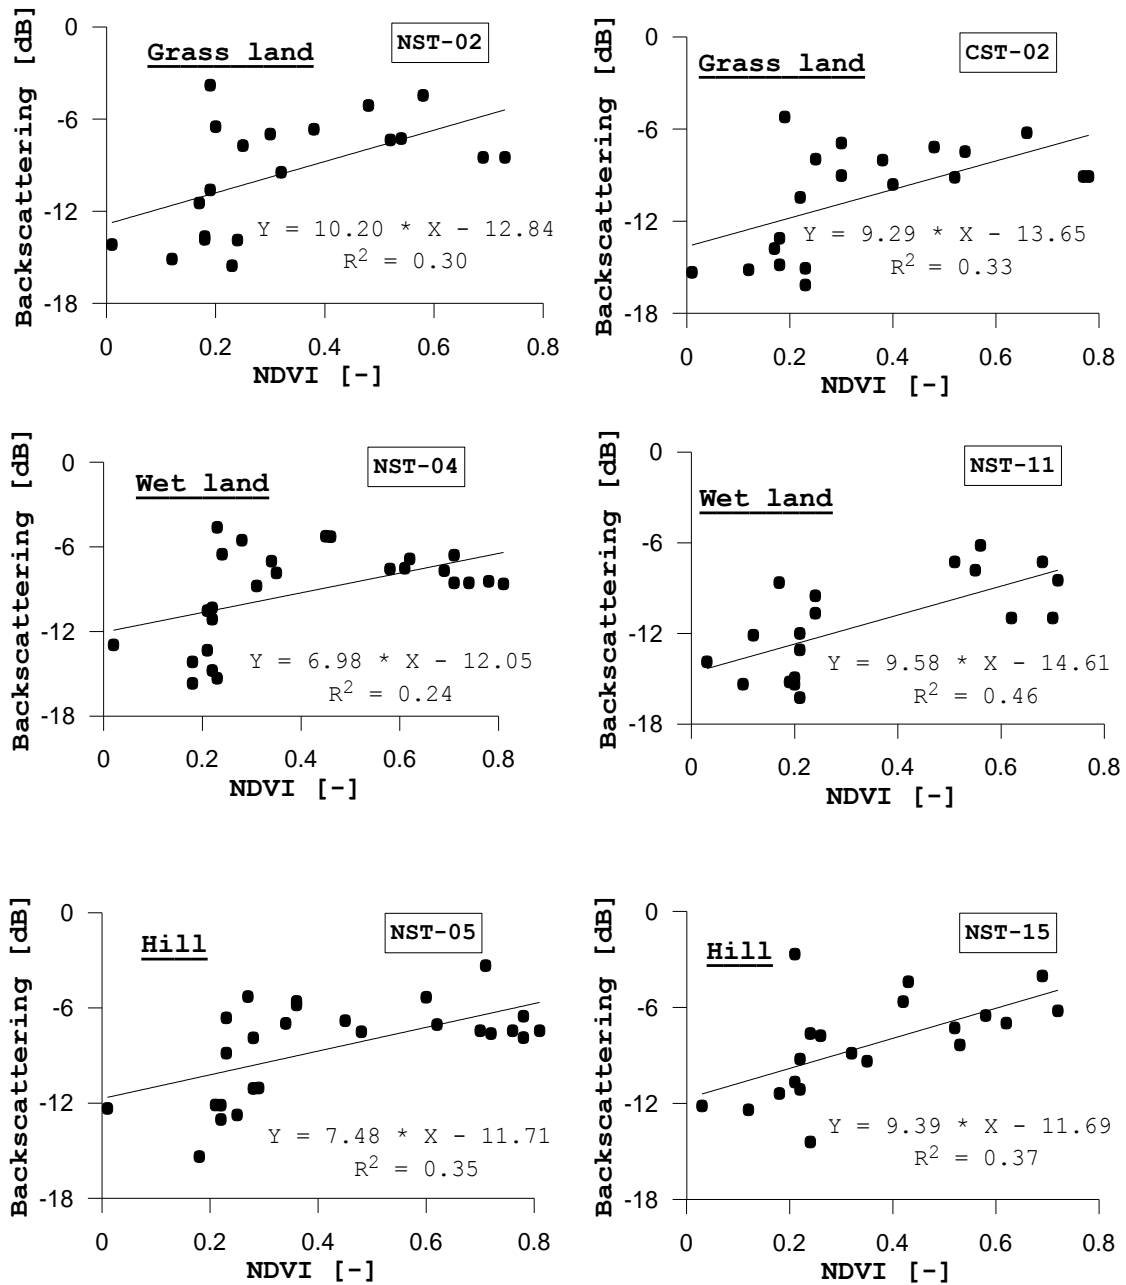 Grass land
NST-02
Backscattering [dB]
0
-6
-12
-18
Y = 10.20 * X - 12.84
R² = 0.30
0
0.2
0.4
0.6
0.8
NDVI [-]
Grass land
CST-02
Backscattering [dB]
0
-6
-12
-18
Y = 9.29 * X - 13.65
R² = 0.33
0
0.2
0.4
0.6
0.8
NDVI [-]
Wet land
NST-04
Backscattering [dB]
0
-6
-12
-18
Y = 6.98 * X - 12.05
R² = 0.24
0
0.2
0.4
0.6
0.8
NDVI [-]
Wet land
NST-11
Backscattering [dB]
0
-6
-12
-18
Y = 9.58 * X - 14.61
R² = 0.46
0
0.2
0.4
0.6
0.8
NDVI [-]
Hill
NST-05
Backscattering [dB]
0
-6
-12
-18
Y = 7.48 * X - 11.71
R² = 0.35
0
0.2
0.4
0.6
0.8
NDVI [-]
Hill
NST-15
Backscattering [dB]
0
-6
-12
-18
Y = 9.39 * X - 11.69
R² = 0.37
0
0.2
0.4
0.6
0.8
NDVI [-]